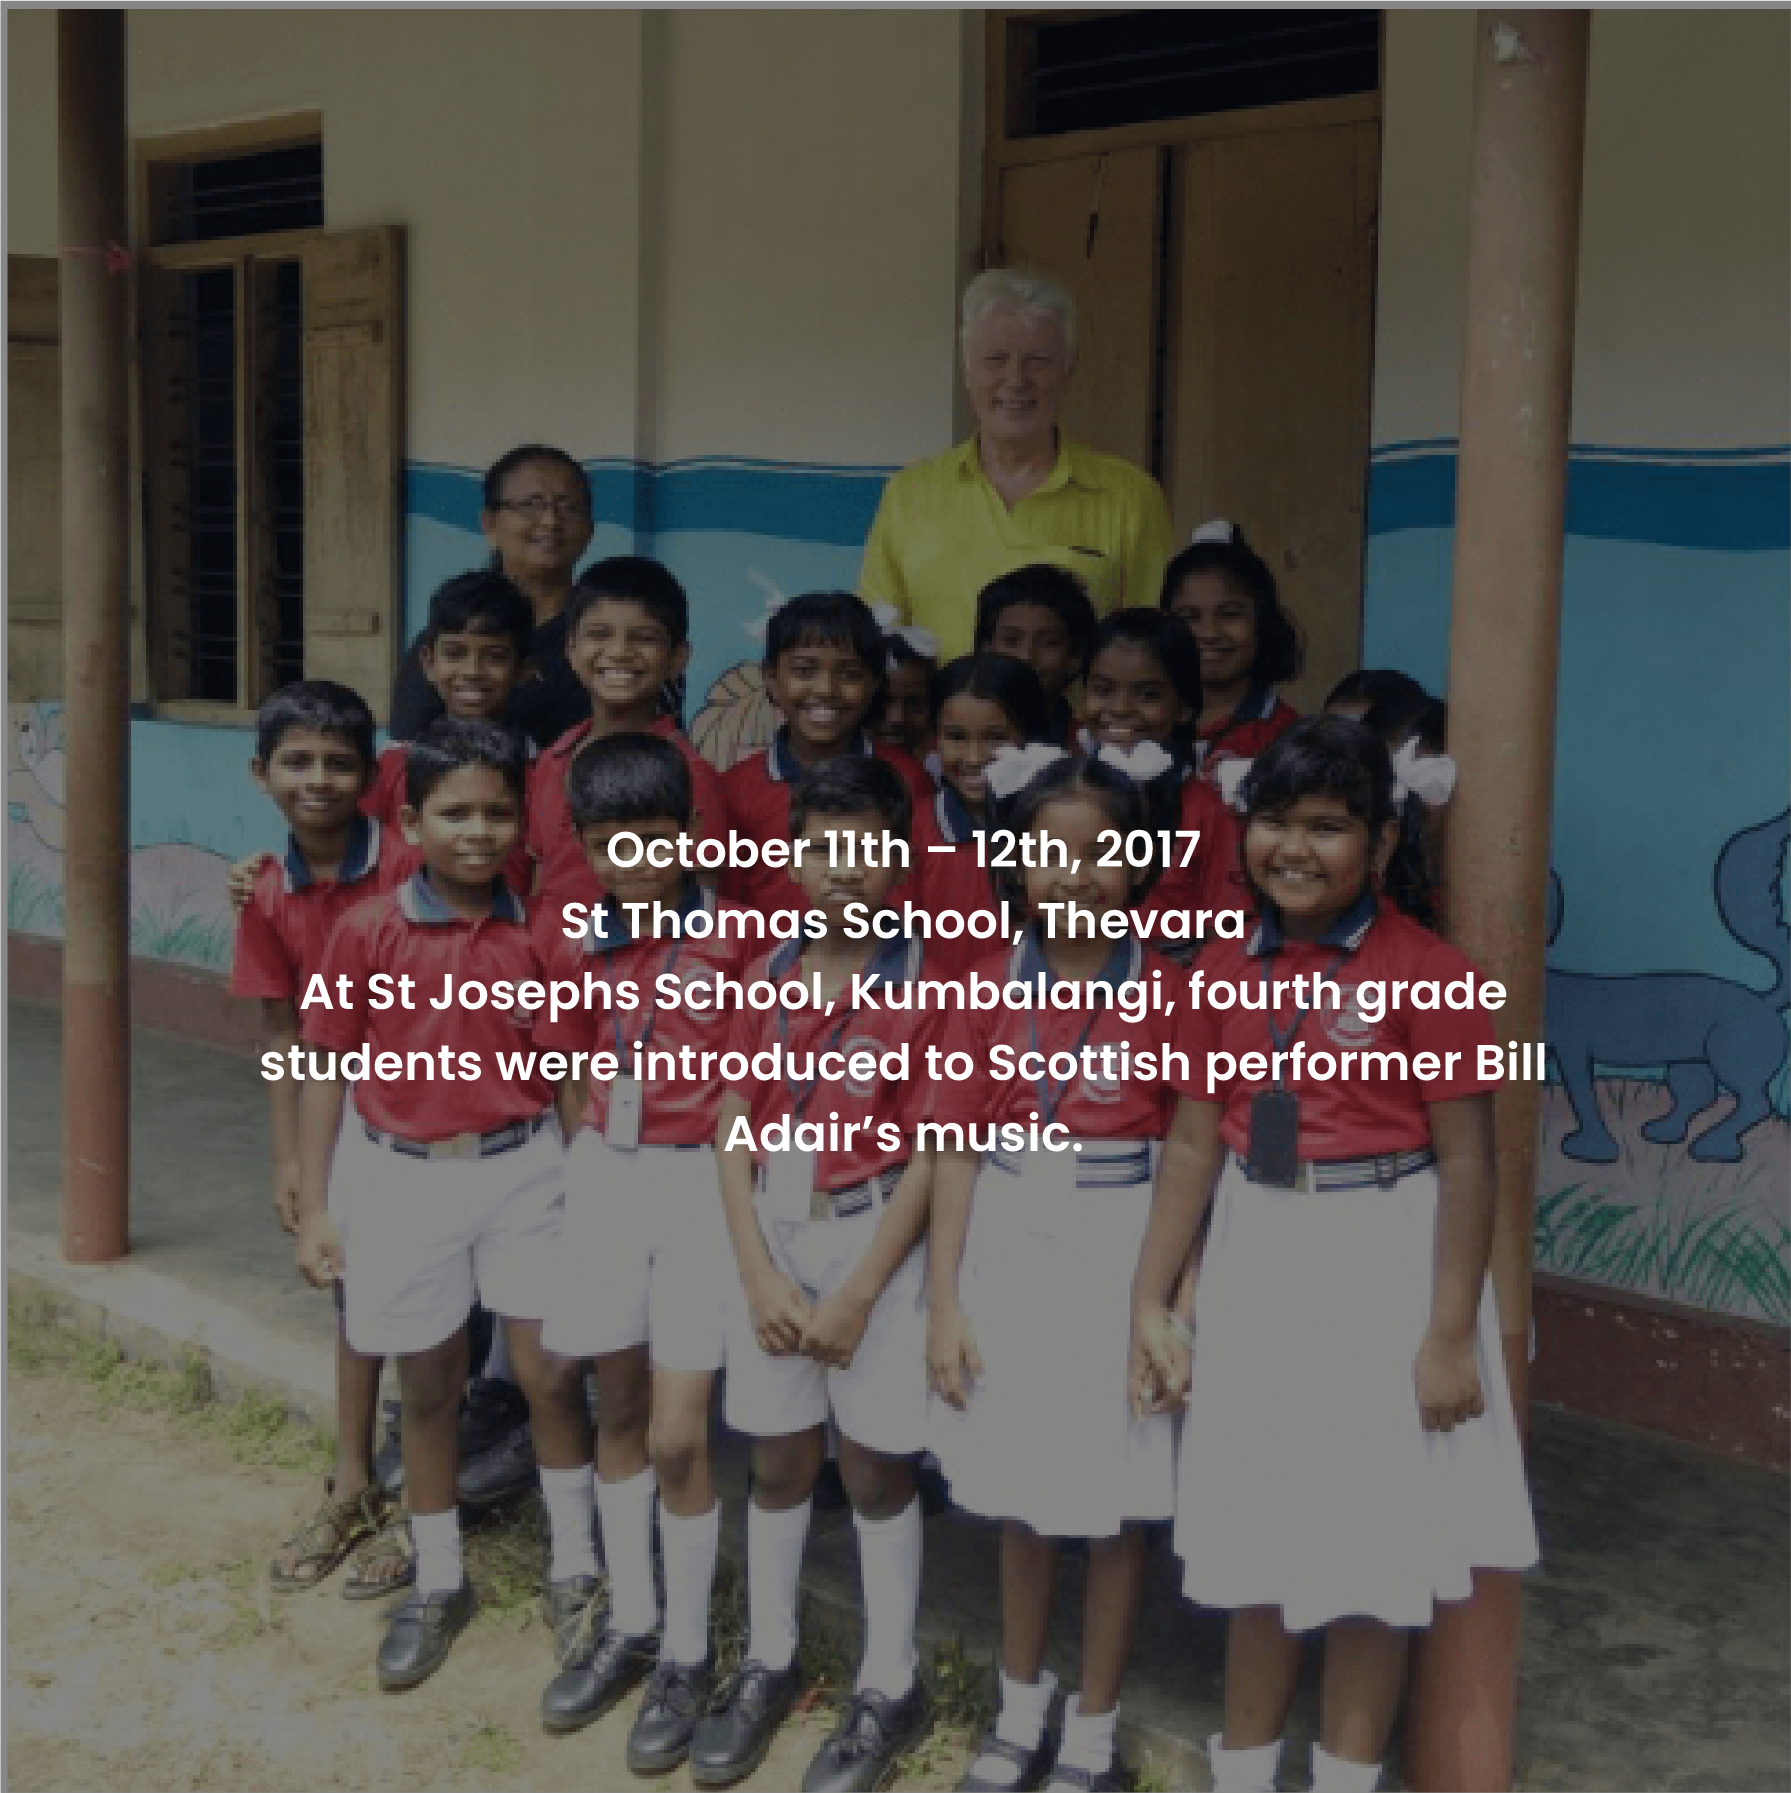 October 11th – 12th, 2017
St Thomas School, Thevara
At St Josephs School, Kumbalangi, fourth grade
students were introduced to Scottish performer Bill
Adair’s music.